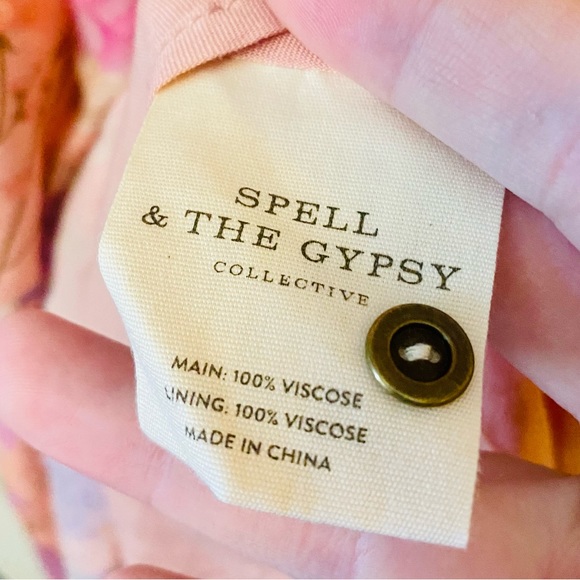 SPELL
& THE GYPSY
COLLECTIVE
MAIN: 100% VISCOSE
LINING: 100% VISCOSE
MADE IN CHINA